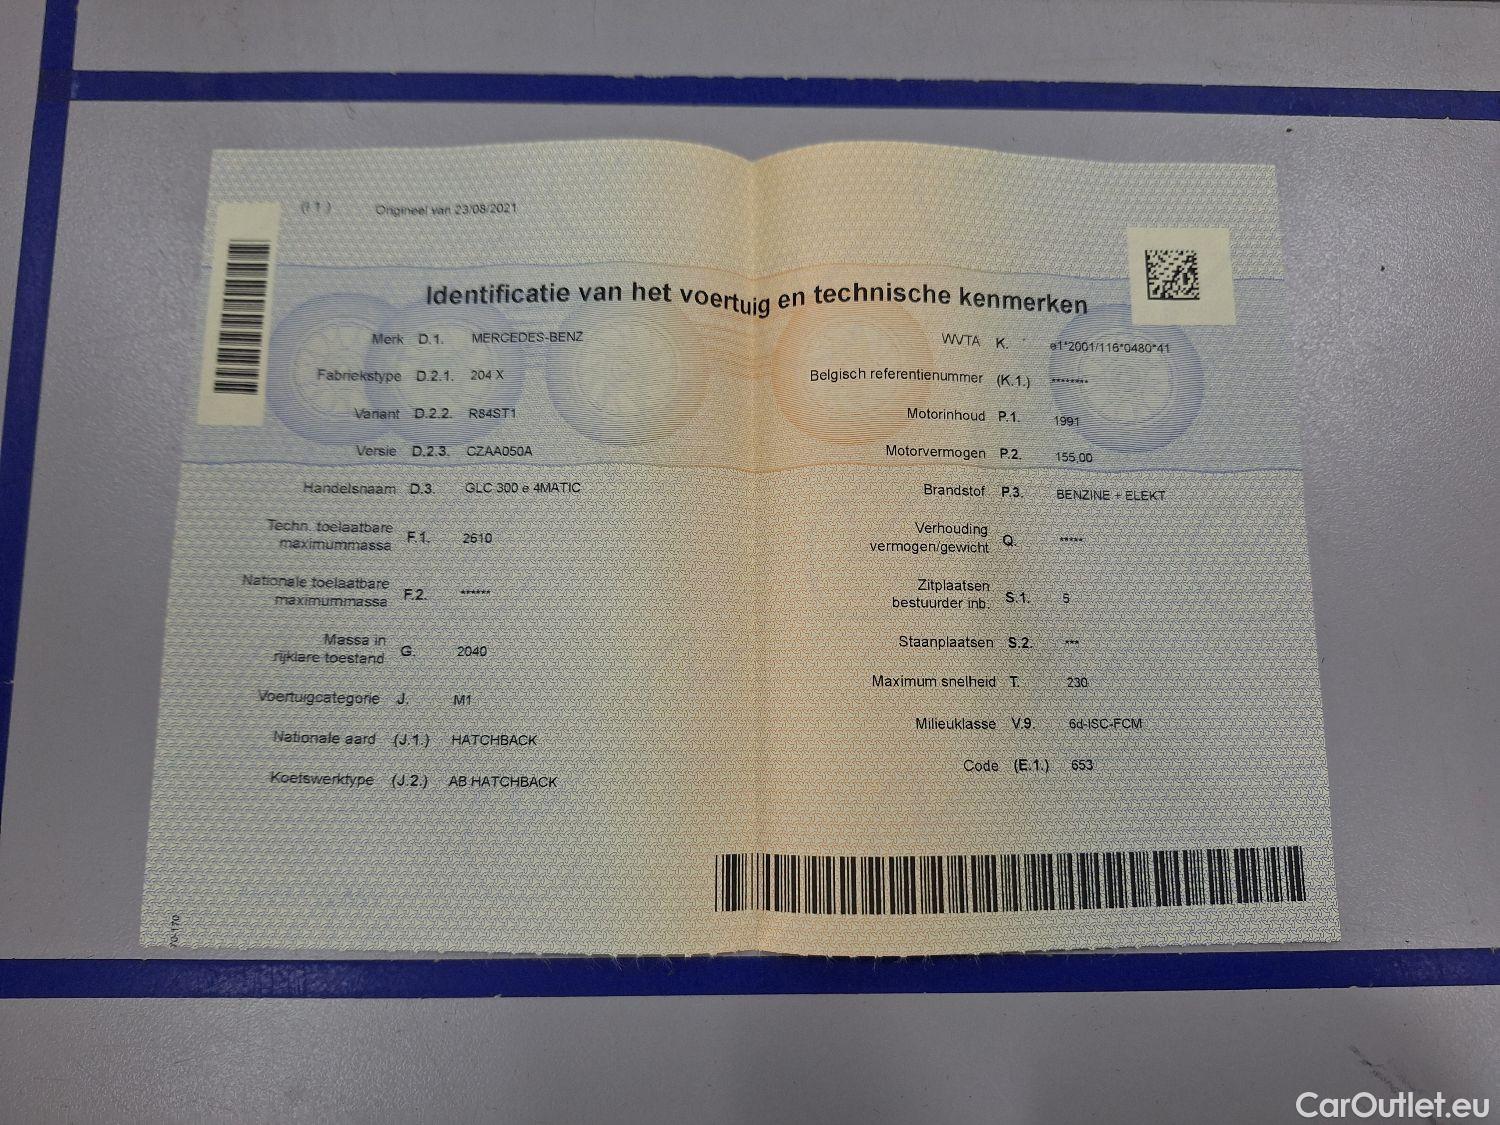 (I 1.) Origineel van 23/08/2021
Identificatie van het voertuig en technische kenmerken
Merk D.1. MERCEDES-BENZ
Fabriekstype D.2.1. 204 X
Variant D.2.2. R84ST1
Versie D.2.3. CZAA050A
Handelsnaam D.3. GLC 300 e 4MATIC
Techn. toelaatbare
maximummassa F.1. 2610
Nationale toelaatbare
maximummassa F.2. ******
Massa in
rijklare toestand G. 2040
Voertuigcategorie J. M1
Nationale aard (J.1.) HATCHBACK
Koetswerktype (J.2.) AB HATCHBACK
WVTA K. e1*2001/116*0480*41
Belgisch referentienummer (K.1.) ********
Motorinhoud P.1. 1991
Motorvermogen P.2. 155,00
Brandstof P.3. BENZINE + ELEKT
Verhouding
vermogen/gewicht Q. *****
Zitplaatsen
bestuurder inb. S.1. 5
Staanplaatsen S.2. ***
Maximum snelheid T. 230
Milieuklasse V.9. 6d-ISC-FCM
Code (E.1.) 653
70-170
CarOutlet.eu